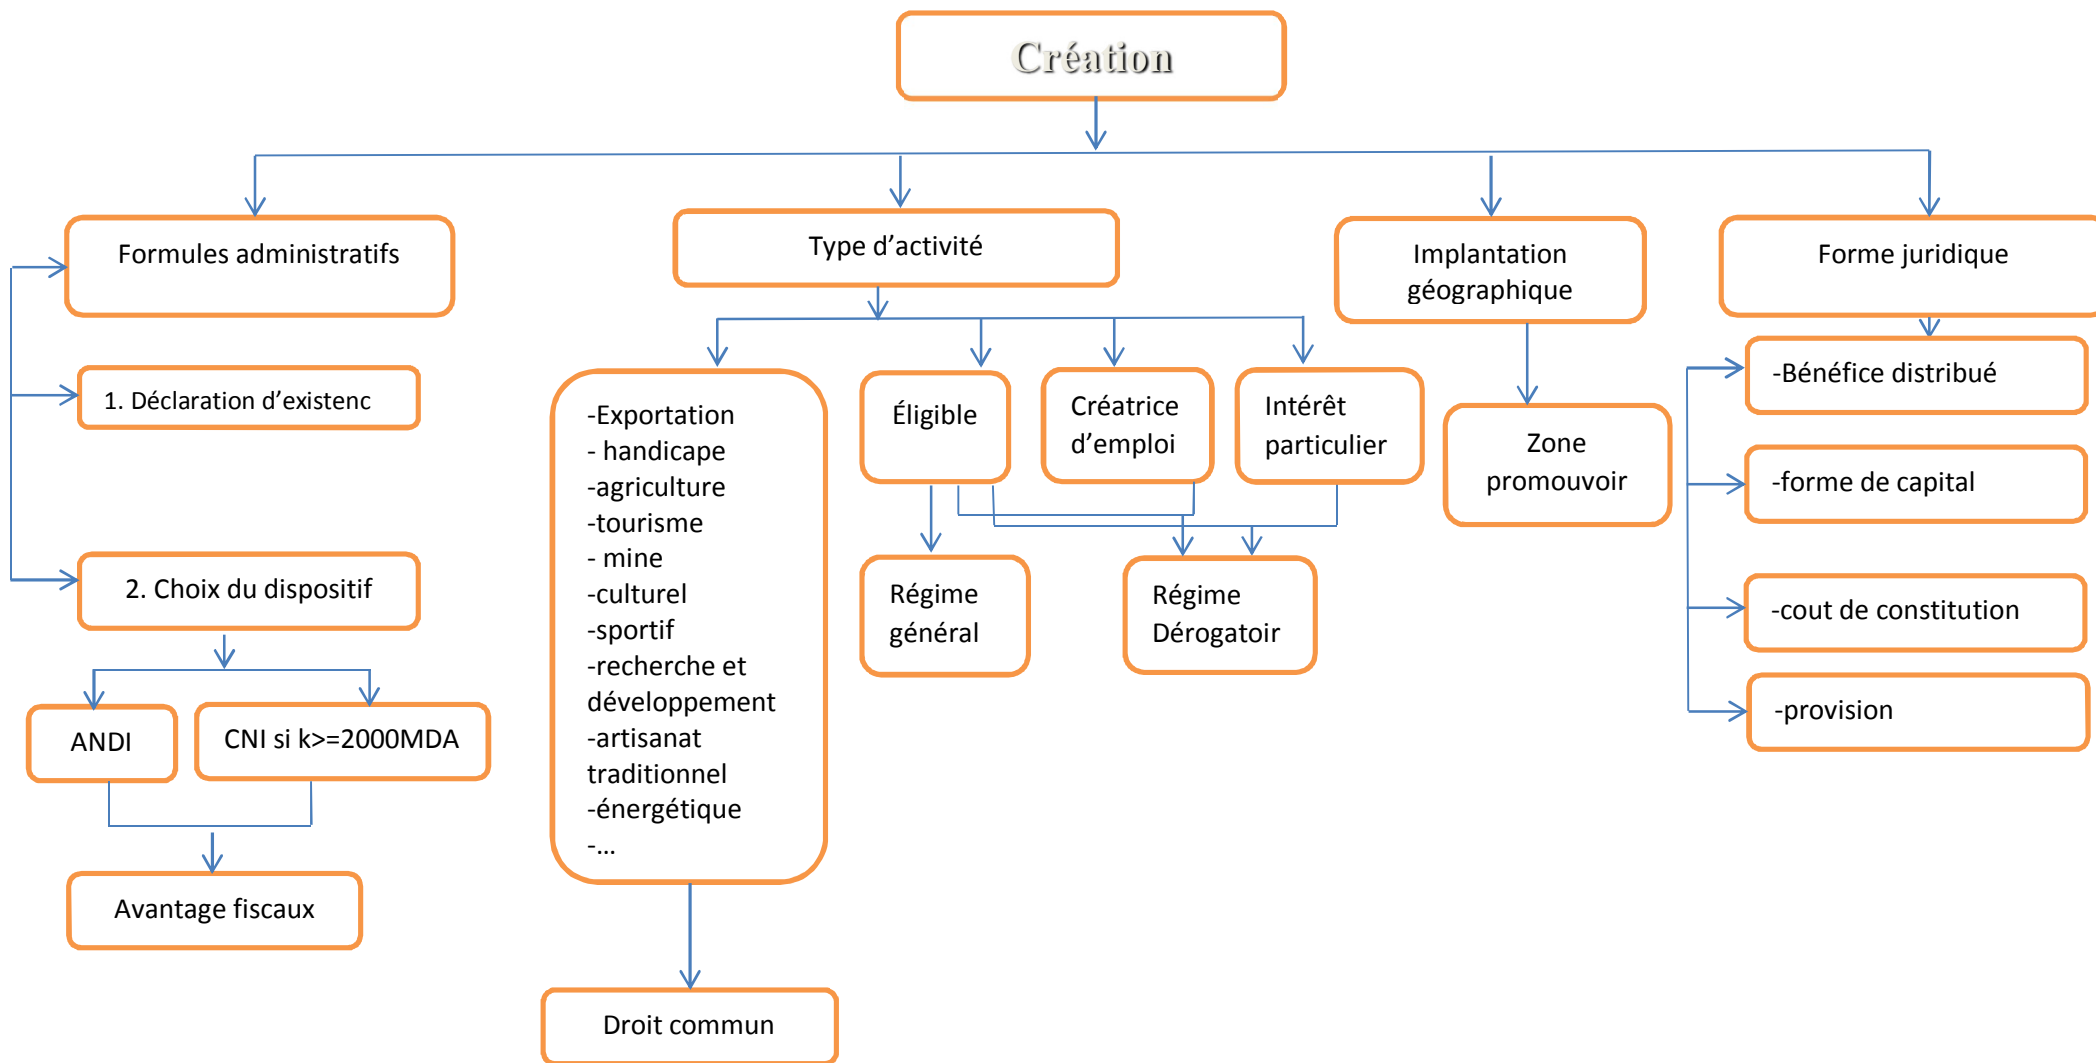 Création
Formules administratifs
1. Déclaration d’existenc
2. Choix du dispositif
ANDI
CNI si k>=2000MDA
Avantage fiscaux
Type d’activité
-Exportation
- handicape
-agriculture
-tourisme
- mine
-culturel
-sportif
-recherche et
développement
-artisanat
traditionnel
-énergétique
-...
Droit commun
Éligible
Créatrice
d’emploi
Intérêt
particulier
Régime
général
Régime
Dérogatoir
Implantation
géographique
Zone
promouvoir
Forme juridique
-Bénéfice distribué
-forme de capital
-cout de constitution
-provision